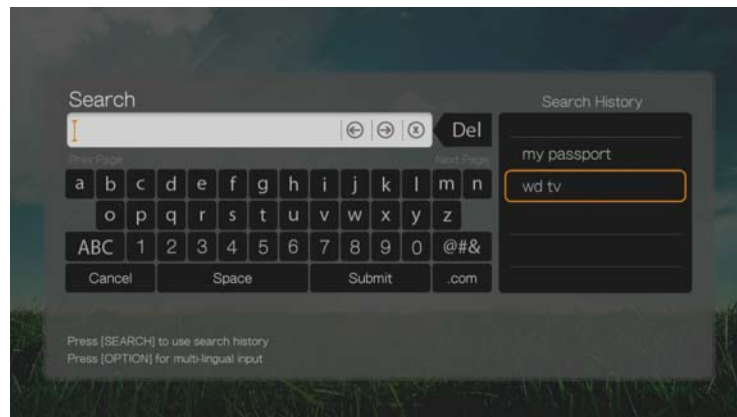 Search
Search History
Del
Prev Page
Next Page
a b c d e f g h i j k l m n
o p q r s t u v w x y z
ABC 1 2 3 4 5 6 7 8 9 0 @#&
Cancel Space Submit .com
my passport
wd tv
Press [SEARCH] to use search history
Press [OPTION] for multi-lingual input